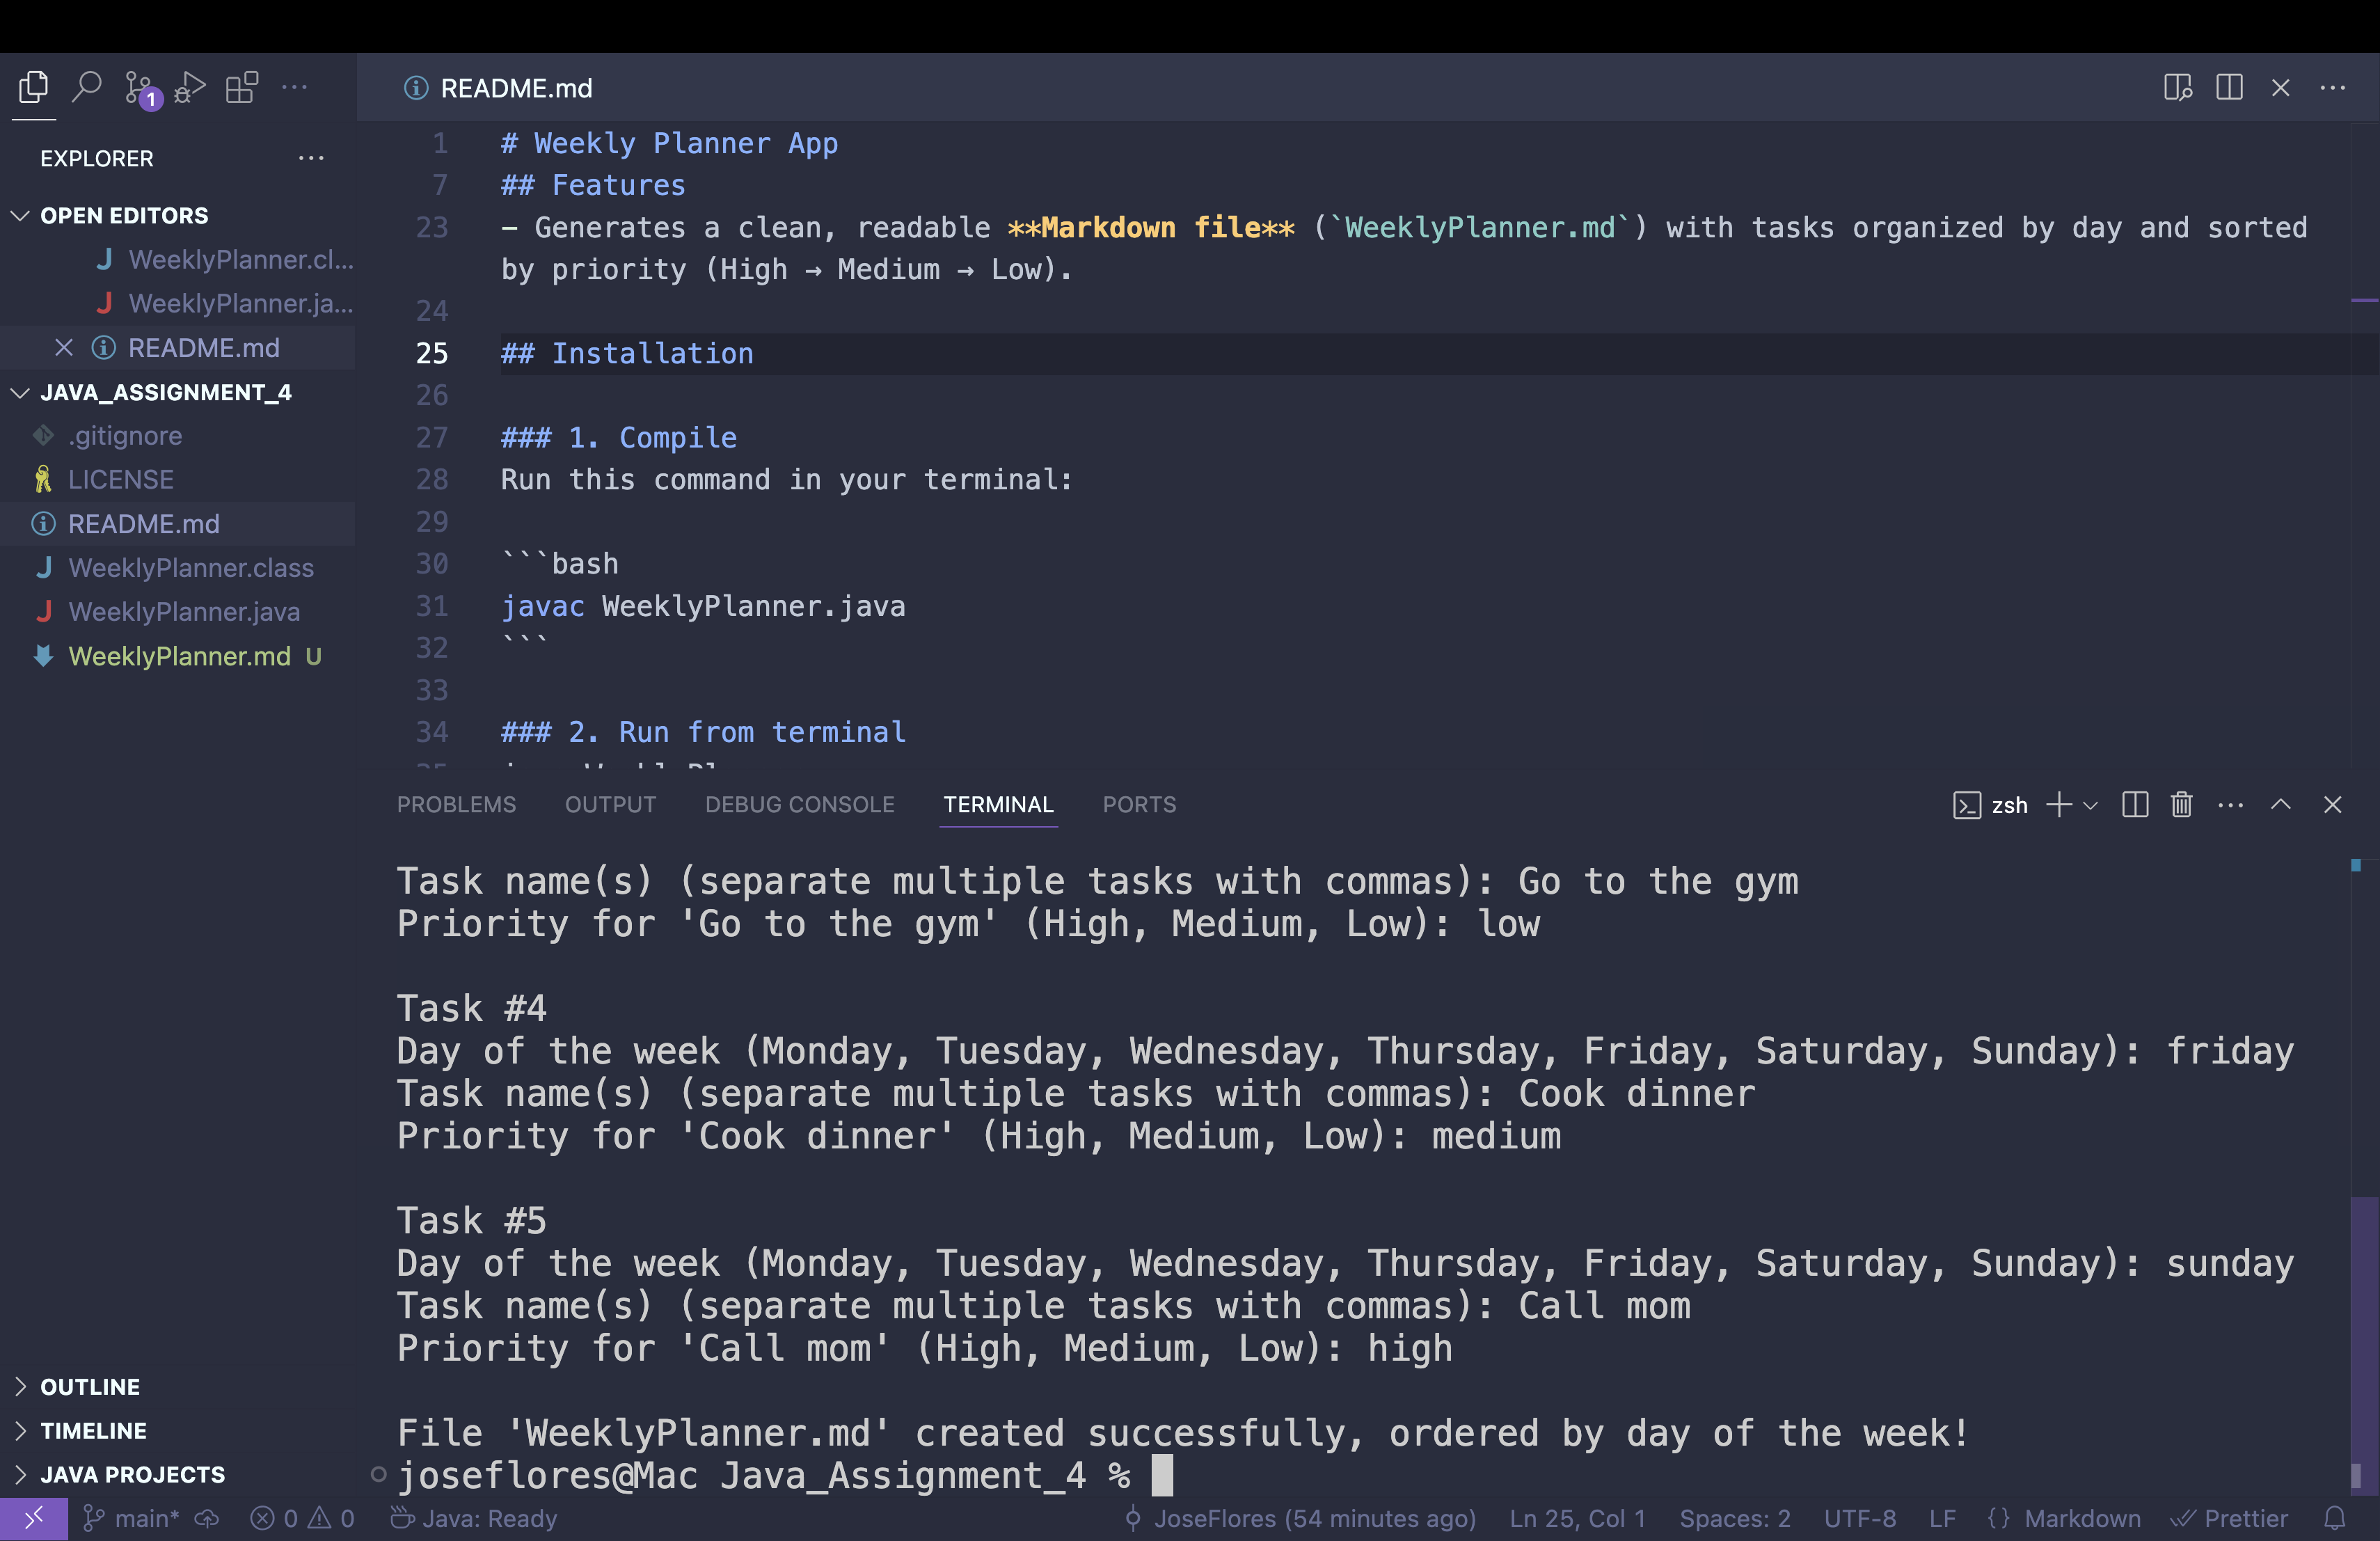 README.md
EXPLORER
OPEN EDITORS
WeeklyPlanner.cl...
WeeklyPlanner.ja...
README.md
JAVA_ASSIGNMENT_4
.gitignore
LICENSE
README.md
WeeklyPlanner.class
WeeklyPlanner.java
WeeklyPlanner.md U
OUTLINE
TIMELINE
JAVA PROJECTS
1
1 # Weekly Planner App
7 ## Features
23 - Generates a clean, readable **Markdown file** (`WeeklyPlanner.md`) with tasks organized by day and sorted
by priority (High → Medium → Low).
24
25 ## Installation
26
27 ### 1. Compile
28 Run this command in your terminal:
29
30 ```bash
31 javac WeeklyPlanner.java
32 ```
33
34 ### 2. Run from terminal
PROBLEMS OUTPUT DEBUG CONSOLE TERMINAL PORTS zsh
Task name(s) (separate multiple tasks with commas): Go to the gym
Priority for 'Go to the gym' (High, Medium, Low): low
Task #4
Day of the week (Monday, Tuesday, Wednesday, Thursday, Friday, Saturday, Sunday): friday
Task name(s) (separate multiple tasks with commas): Cook dinner
Priority for 'Cook dinner' (High, Medium, Low): medium
Task #5
Day of the week (Monday, Tuesday, Wednesday, Thursday, Friday, Saturday, Sunday): sunday
Task name(s) (separate multiple tasks with commas): Call mom
Priority for 'Call mom' (High, Medium, Low): high
File 'WeeklyPlanner.md' created successfully, ordered by day of the week!
joseflores@Mac Java_Assignment_4 %
main* 0 0 Java: Ready JoseFlores (54 minutes ago) Ln 25, Col 1 Spaces: 2 UTF-8 LF {} Markdown Prettier